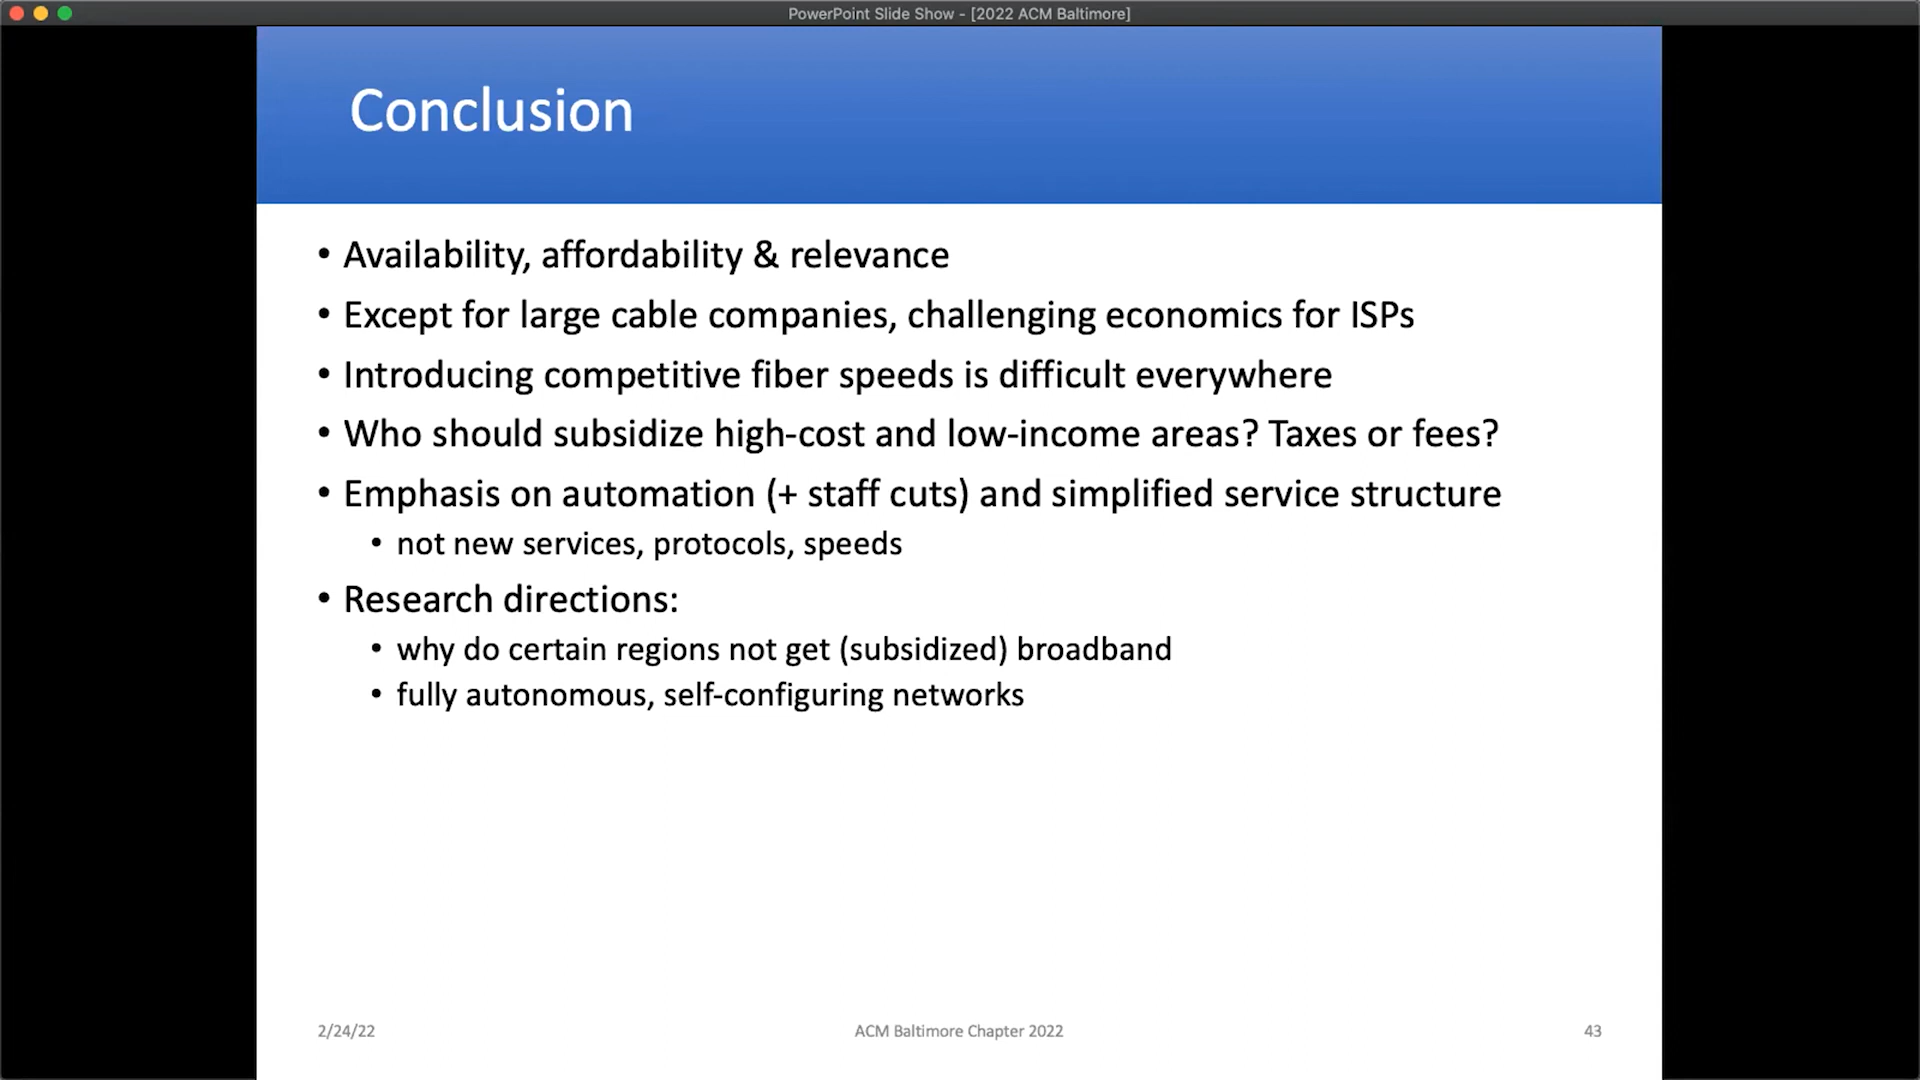 PowerPoint Slide Show - [2022 ACM Baltimore]
Conclusion
• Availability, affordability & relevance
• Except for large cable companies, challenging economics for ISPs
• Introducing competitive fiber speeds is difficult everywhere
• Who should subsidize high-cost and low-income areas? Taxes or fees?
• Emphasis on automation (+ staff cuts) and simplified service structure
• not new services, protocols, speeds
• Research directions:
• why do certain regions not get (subsidized) broadband
• fully autonomous, self-configuring networks
2/24/22
ACM Baltimore Chapter 2022
43